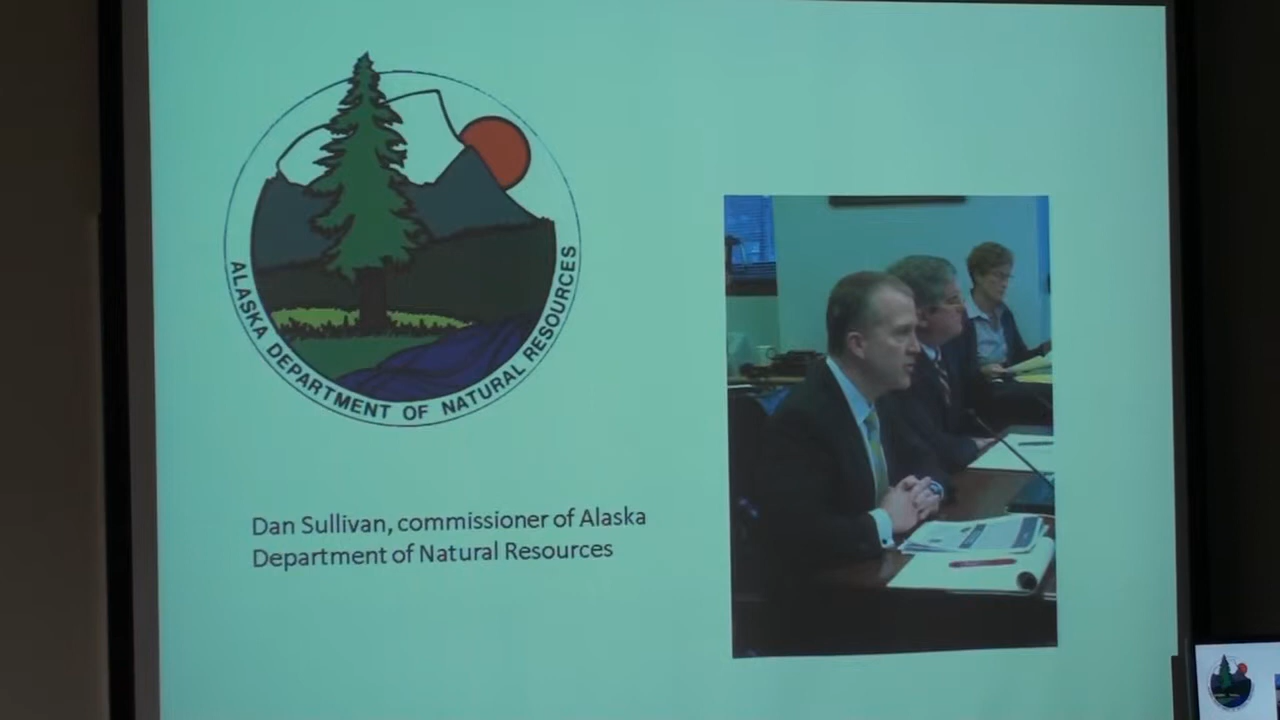 ALASKA DEPARTMENT OF NATURAL RESOURCES
Dan Sullivan, commissioner of Alaska
Department of Natural Resources